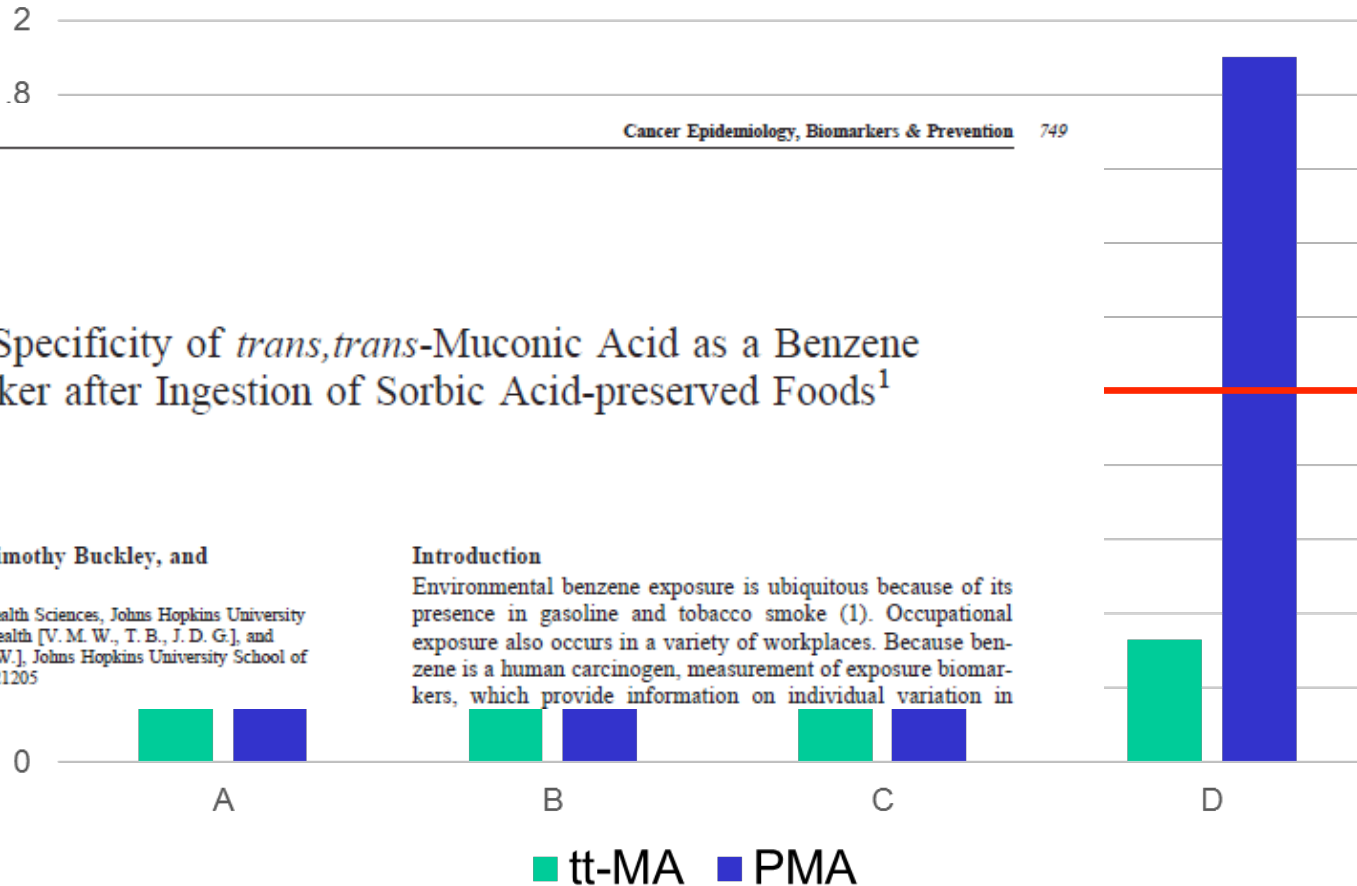 2
.8
Cancer Epidemiology, Biomarkers & Prevention 749
Specificity of trans,trans-Muconic Acid as a Benzene
ker after Ingestion of Sorbic Acid-preserved Foods1
imothy Buckley, and
ealth Sciences, Johns Hopkins University
ealth [V. M. W., T. B., J. D. G.], and
W.], Johns Hopkins University School of
21205
Introduction
Environmental benzene exposure is ubiquitous because of its
presence in gasoline and tobacco smoke (1). Occupational
exposure also occurs in a variety of workplaces. Because ben-
zene is a human carcinogen, measurement of exposure biomar-
kers, which provide information on individual variation in
0
A B C D
tt-MA PMA